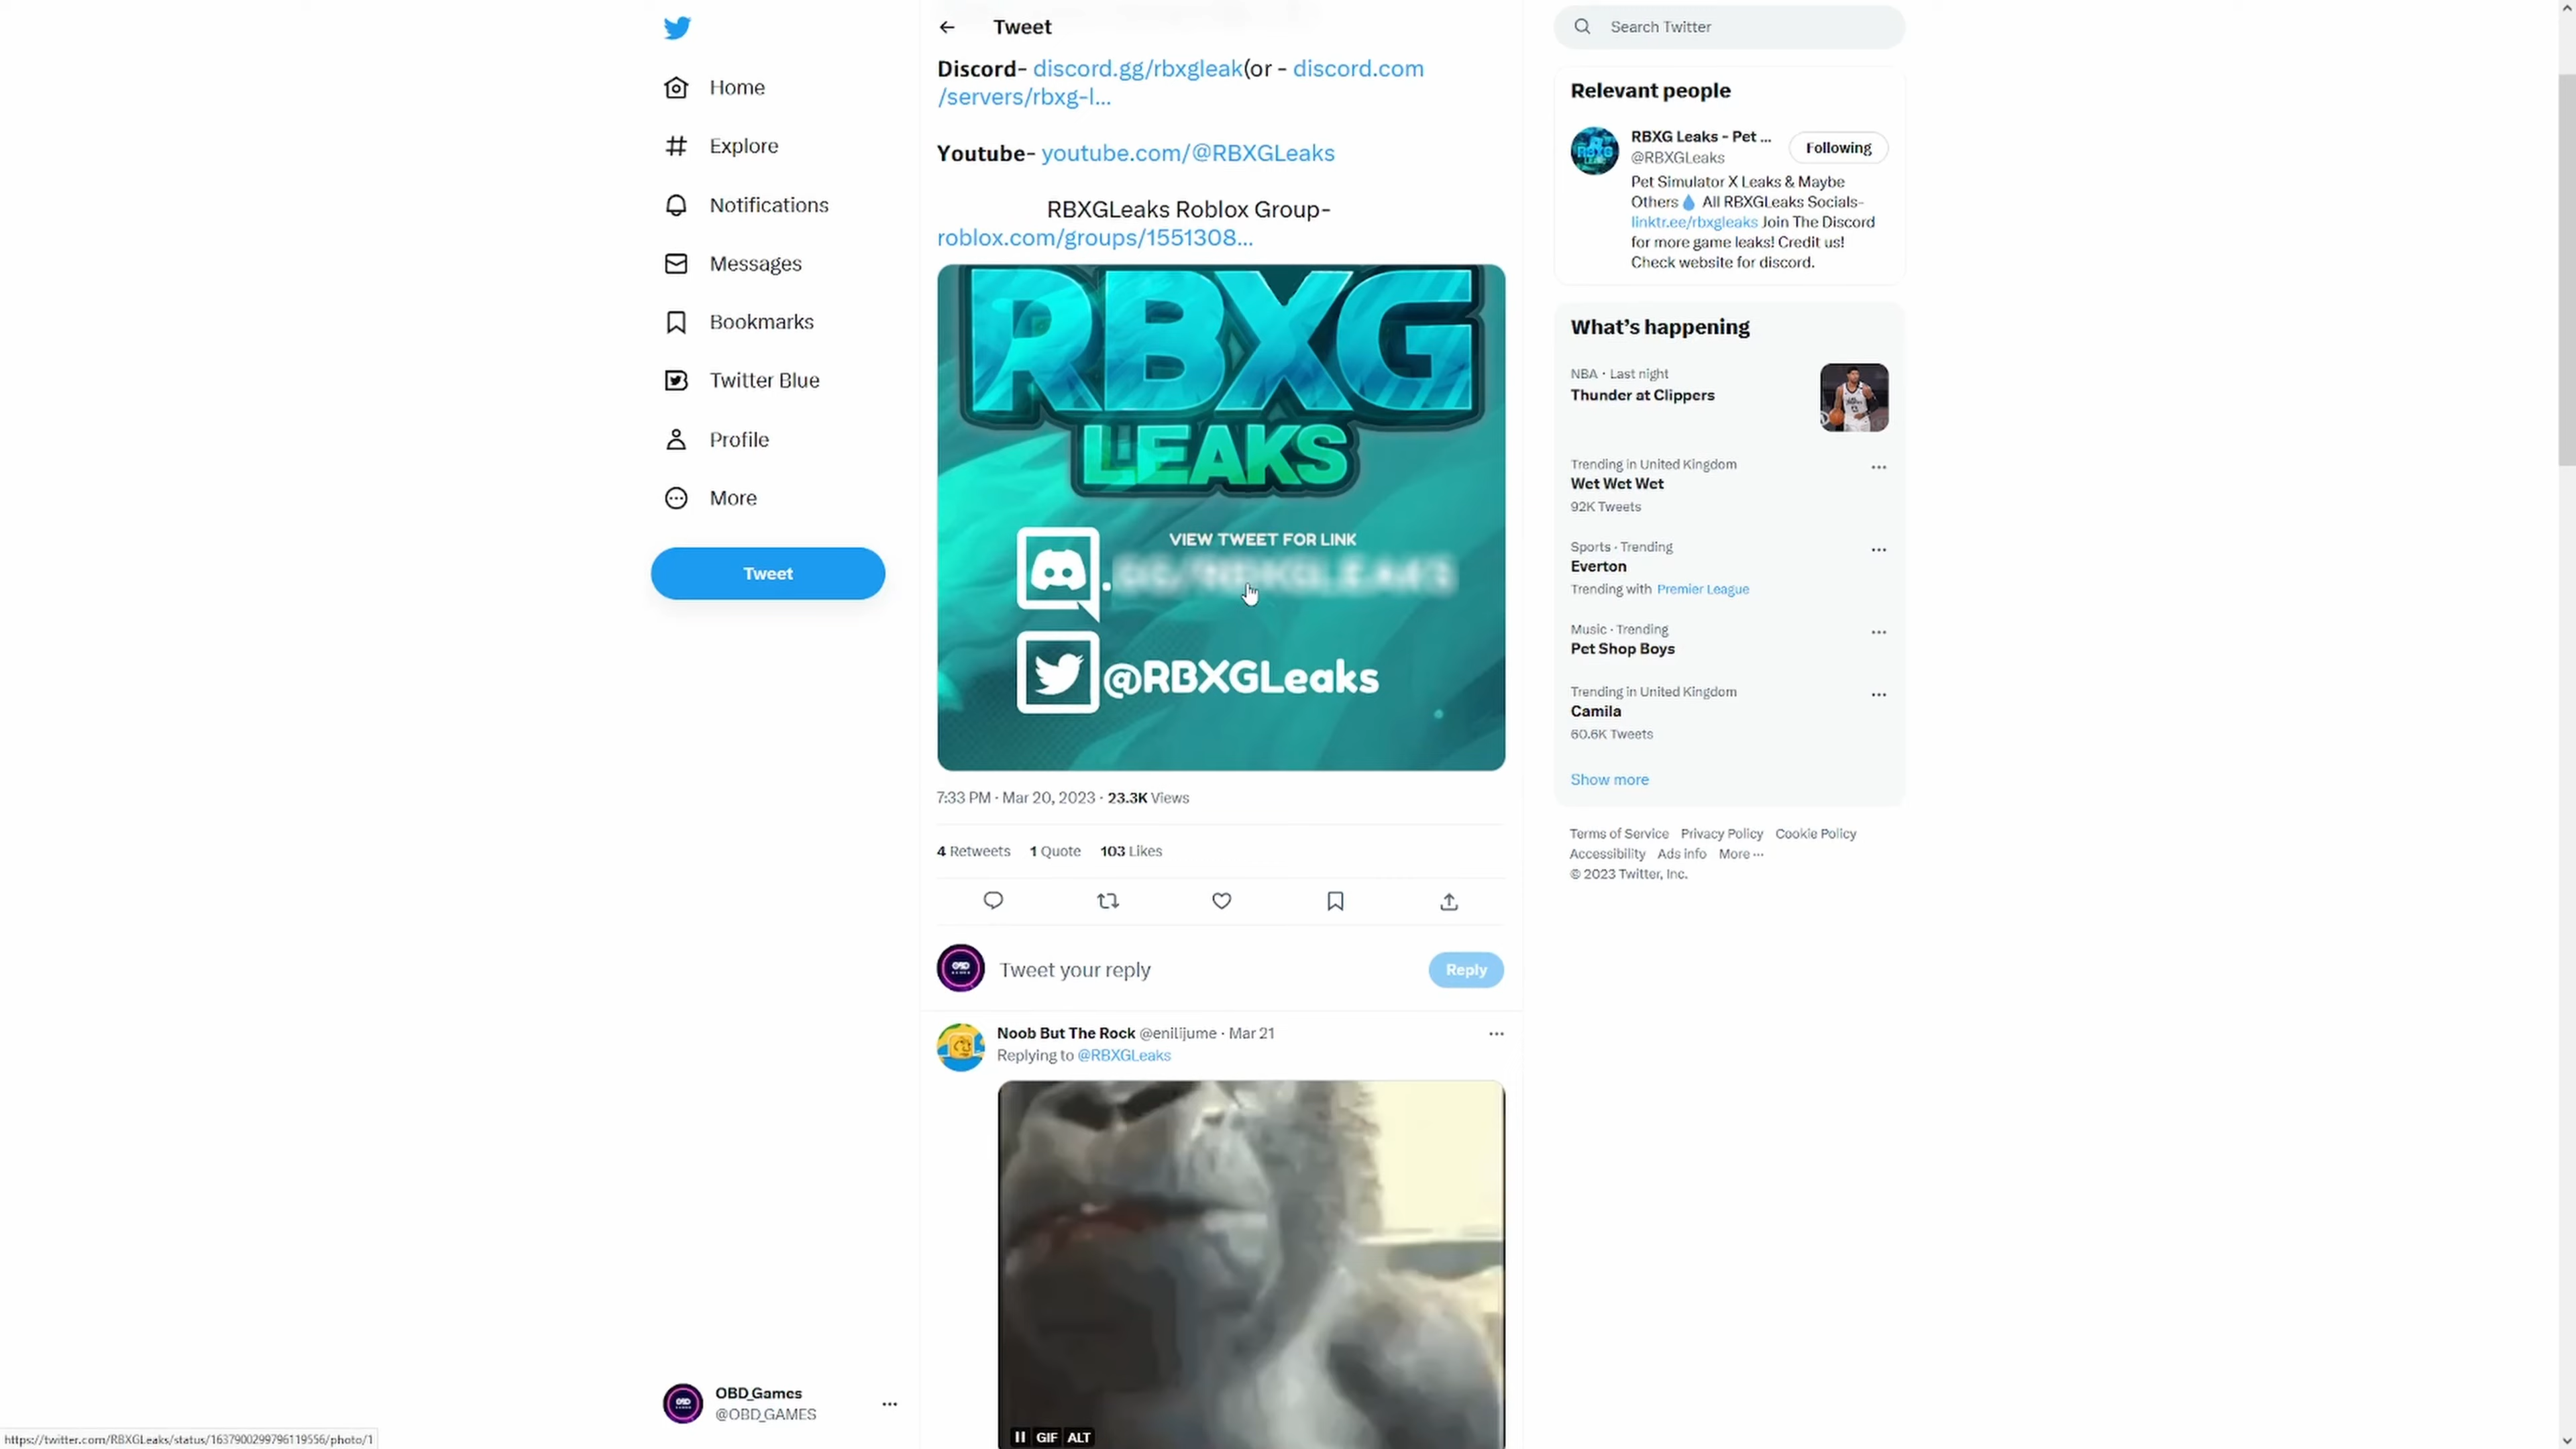 Home
Explore
Notifications
Messages
Bookmarks
Twitter Blue
Profile
More
Tweet
OBD_Games
@OBD_GAMES
https://twitter.com/RBXGLeaks/status/1637900299796119556/photo/1
Tweet
Discord- discord.gg/rbxgleak(or - discord.com
/servers/rbxg-l...
Youtube- youtube.com/@RBXGLeaks
RBXGLeaks Roblox Group-
roblox.com/groups/1551308...
RBXG
LEAKS
VIEW TWEET FOR LINK
@RBXGLeaks
7:33 PM · Mar 20, 2023 · 23.3K Views
4 Retweets 1 Quote 103 Likes
Tweet your reply
Reply
Noob But The Rock @enilijume · Mar 21
Replying to @RBXGLeaks
GIF ALT
Search Twitter
Relevant people
RBXG Leaks - Pet ...
@RBXGLeaks
Following
Pet Simulator X Leaks & Maybe
Others💧 All RBXGLeaks Socials-
linktr.ee/rbxgleaks Join The Discord
for more game leaks! Credit us!
Check website for discord.
What's happening
NBA · Last night
Thunder at Clippers
Trending in United Kingdom
Wet Wet Wet
92K Tweets
Sports · Trending
Everton
Trending with Premier League
Music · Trending
Pet Shop Boys
Trending in United Kingdom
Camila
60.6K Tweets
Show more
Terms of Service Privacy Policy Cookie Policy
Accessibility Ads info More ···
© 2023 Twitter, Inc.